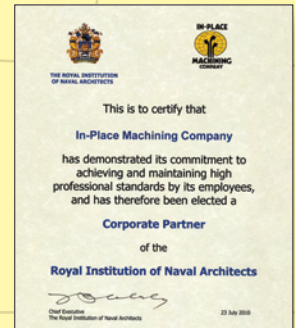 THE ROYAL INSTITUTION
OF NAVAL ARCHITECTS
IN-PLACE
MACHINING
COMPANY
This is to certify that
In-Place Machining Company
has demonstrated its commitment to
achieving and maintaining high
professional standards by its employees,
and has therefore been elected a
Corporate Partner
of the
Royal Institution of Naval Architects
Chief Executive
The Royal Institution of Naval Architects
23 July 2010